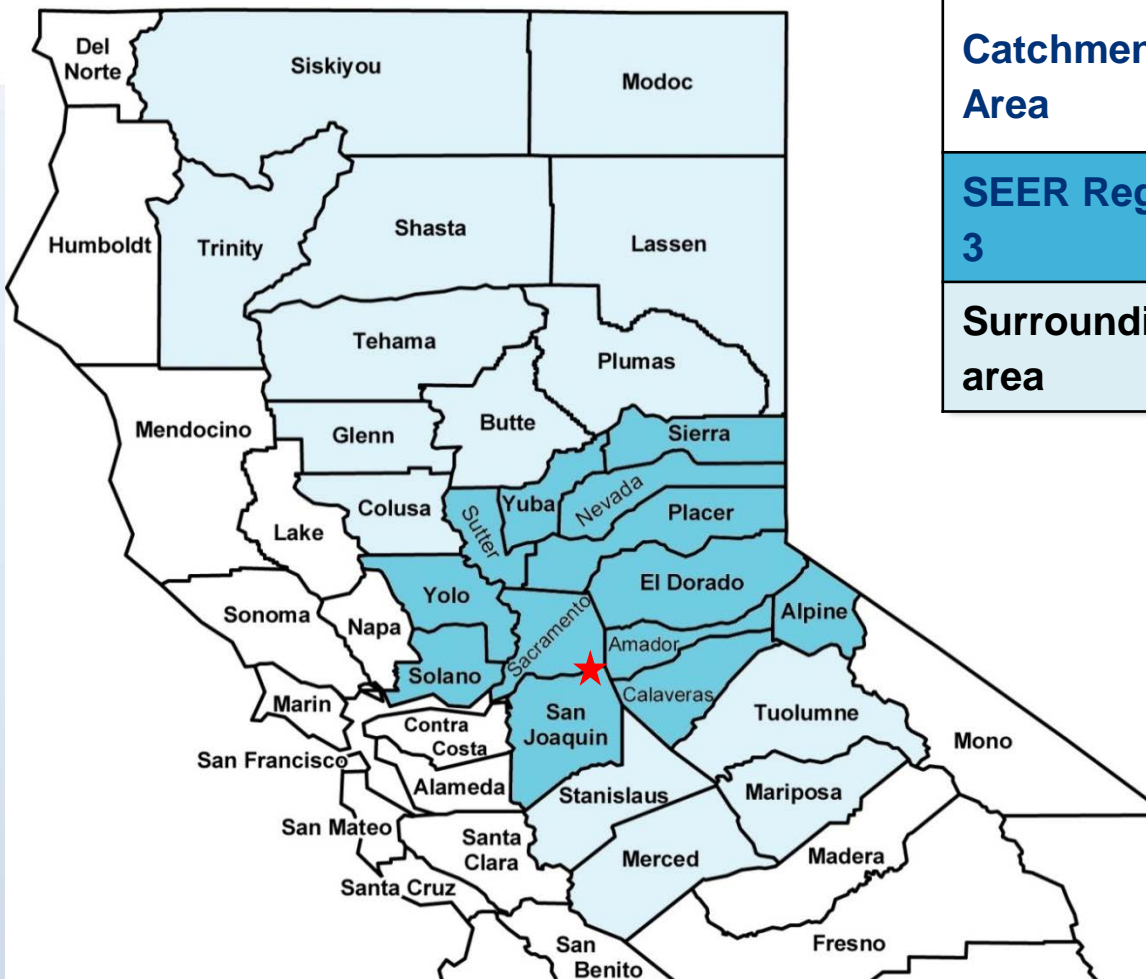 Del
Norte
Siskiyou
Modoc
Humboldt
Trinity
Shasta
Lassen
Tehama
Plumas
Mendocino
Glenn
Butte
Sierra
Lake
Colusa
Sutter
Yuba
Nevada
Placer
Sonoma
Napa
Yolo
Sacramento
El Dorado
Alpine
Solano
Amador
Marin
Calaveras
Contra
Costa
San
Joaquin
Tuolumne
Mono
San Francisco
Alameda
Stanislaus
Mariposa
San Mateo
Santa
Clara
Merced
Madera
Santa Cruz
San
Benito
Fresno
Catchmen
Area
SEER Reg
3
Surroundi
area